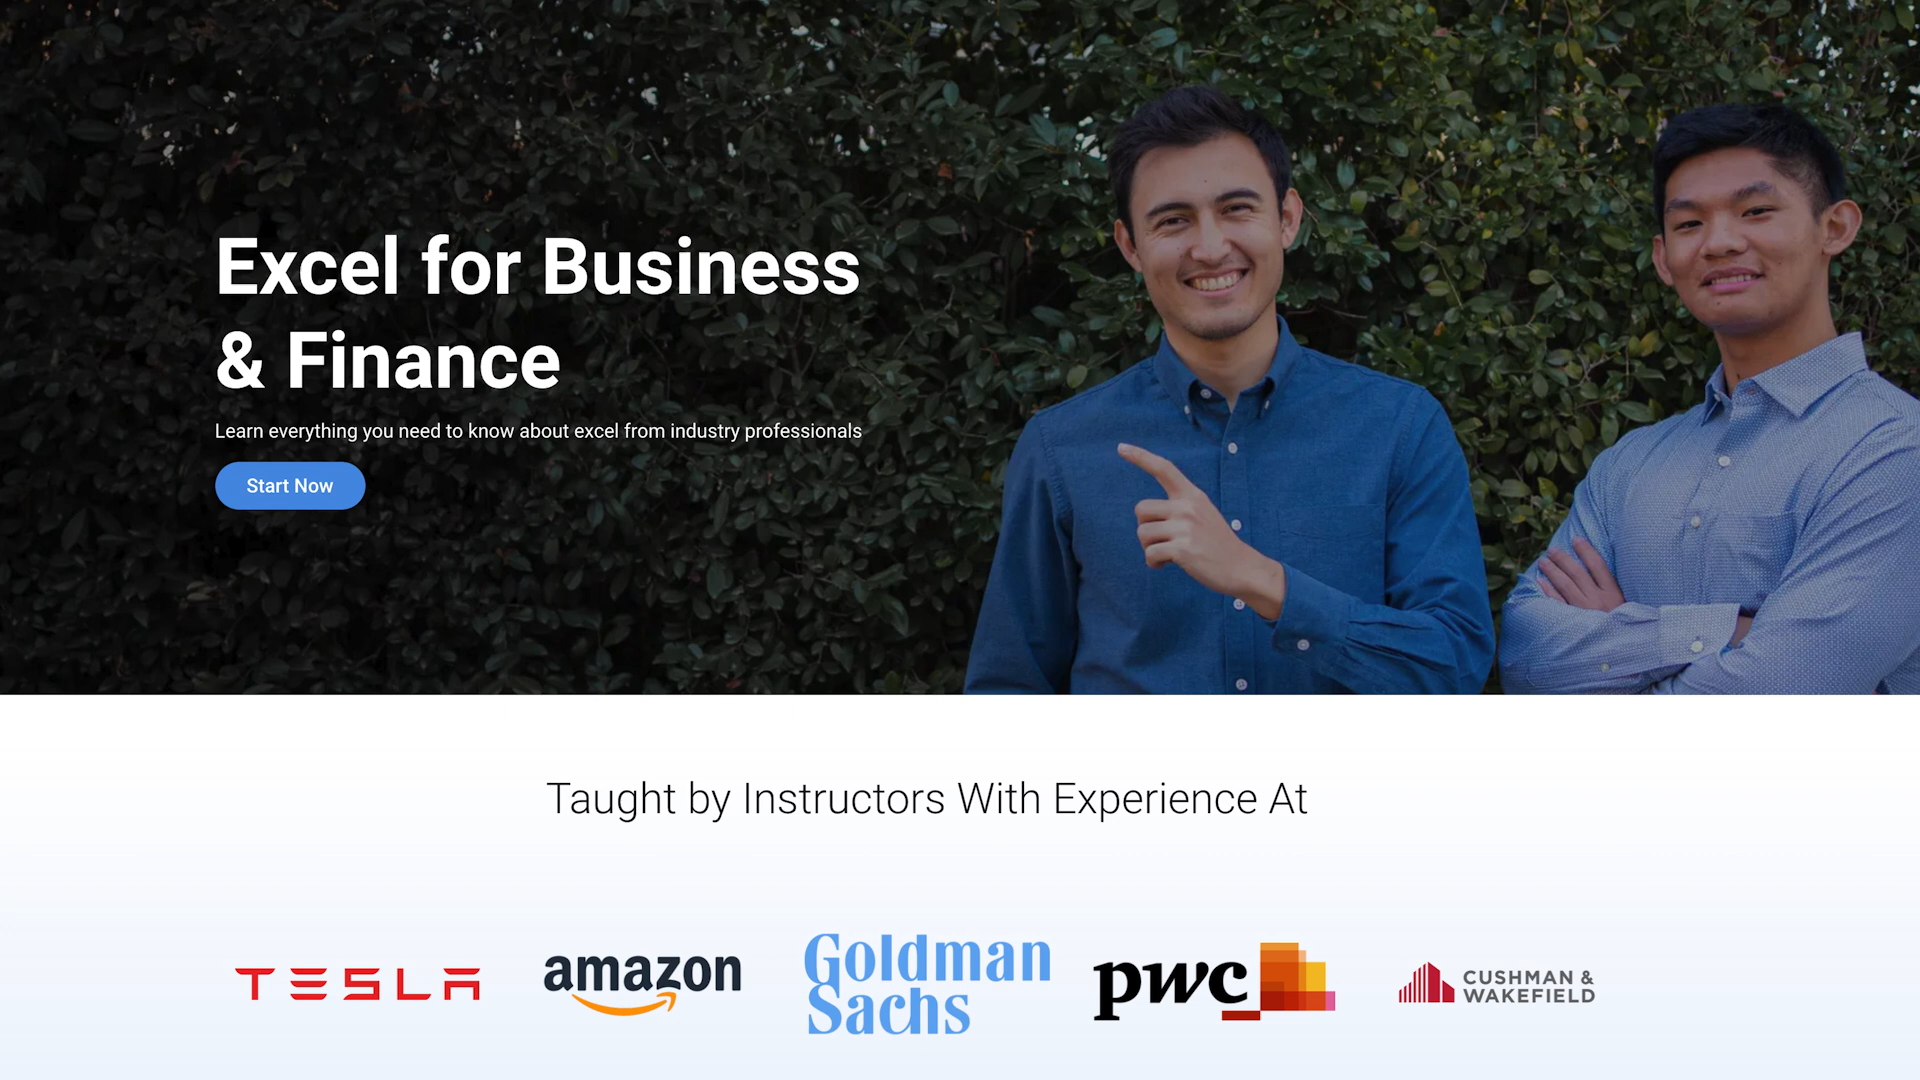 Excel for Business
& Finance
Learn everything you need to know about excel from industry professionals
Start Now
Taught by Instructors With Experience At
TESLA
amazon
Goldman
Sachs
pwc
CUSHMAN &
WAKEFIELD